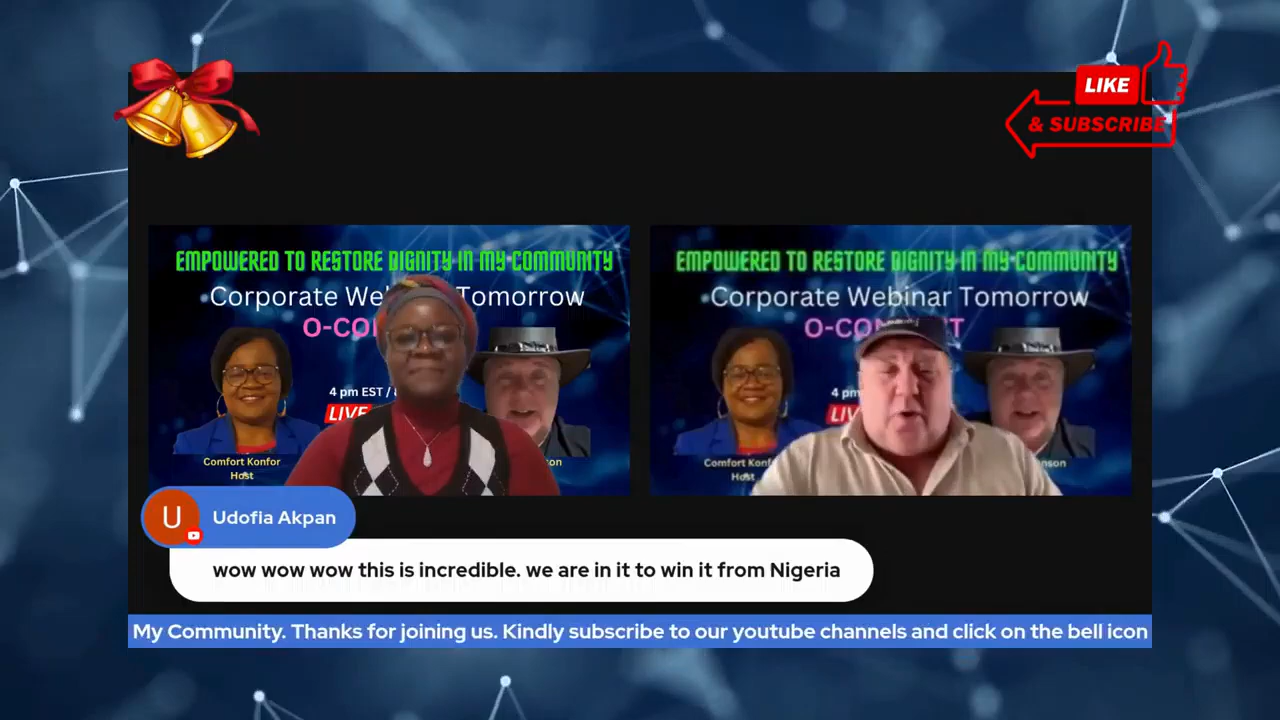 LIKE
& SUBSCRIBE
EMPOWERED TO RESTORE DIGNITY IN MY COMMUNITY
Corporate We Tomorrow
O-CO
4 pm EST /
LIVE
Comfort Konfor
Host
EMPOWERED TO RESTORE DIGNITY IN MY COMMUNITY
Corporate Webinar Tomorrow
O-CO T
4 pm
LIV
Comfort Konf
Host
U
Udofia Akpan
wow wow wow this is incredible. we are in it to win it from Nigeria
My Community. Thanks for joining us. Kindly subscribe to our youtube channels and click on the bell icon